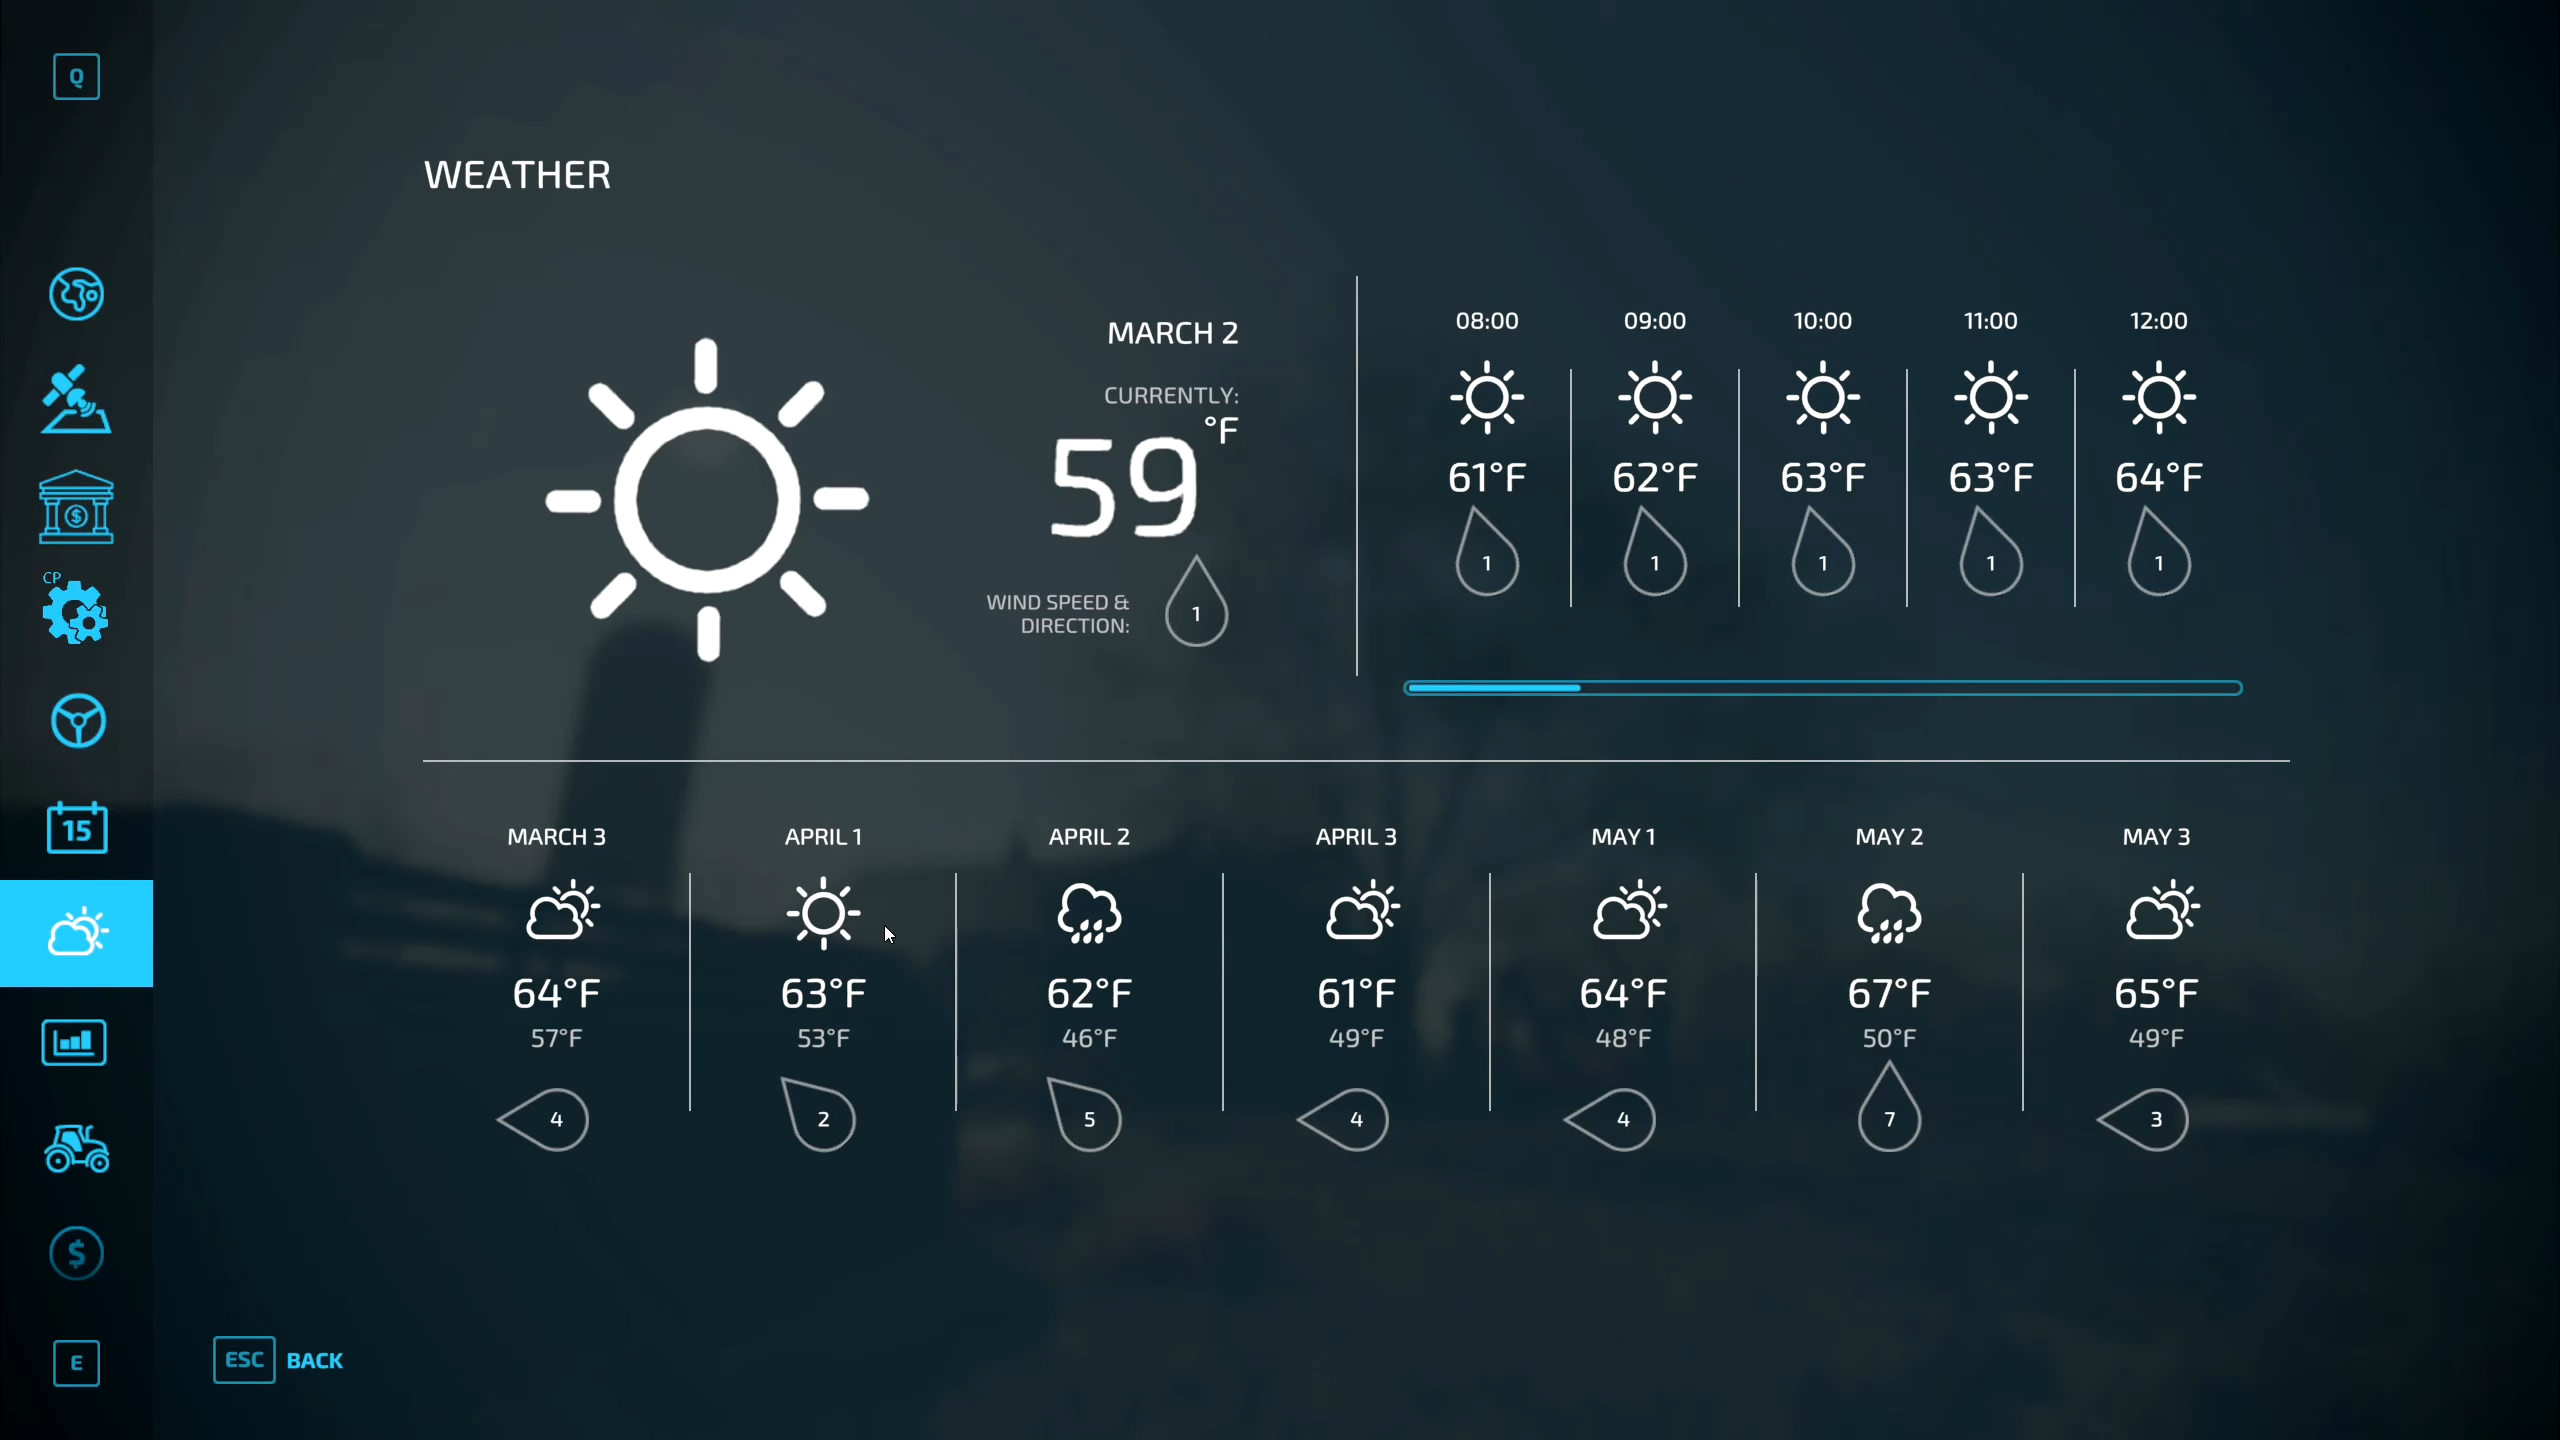 Q
WEATHER
MARCH 2
CURRENTLY:
59°F
WIND SPEED &
DIRECTION:
1
08:00 09:00 10:00 11:00 12:00
61°F 62°F 63°F 63°F 64°F
1 1 1 1 1
CP
15
MARCH 3 APRIL 1 APRIL 2 APRIL 3 MAY 1 MAY 2 MAY 3
64°F 63°F 62°F 61°F 64°F 67°F 65°F
57°F 53°F 46°F 49°F 48°F 50°F 49°F
4 2 5 4 4 7 3
$
E
ESC BACK